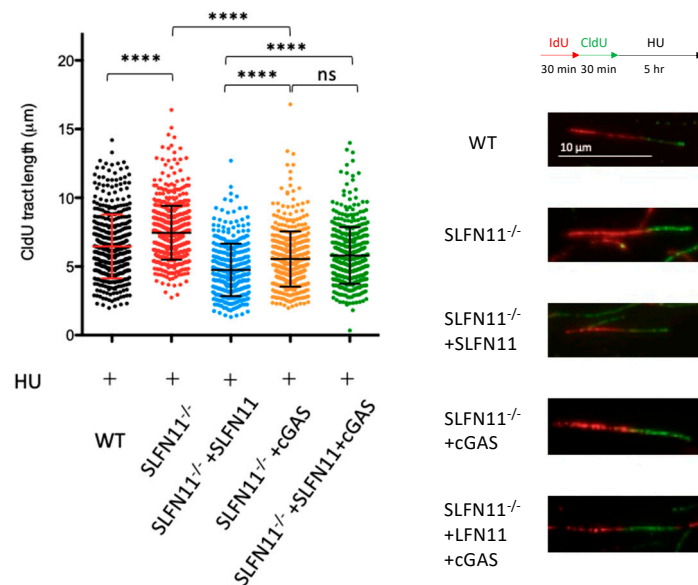 ****
****
****
****
ns
20
15
10
5
0
CldU tract length (μm)
HU
+ + + + +
WT
SLFN11-/-
SLFN11-/- +SLFN11
SLFN11-/- +cGAS
SLFN11-/- +SLFN11+cGAS
IdU CldU HU
30 min 30 min 5 hr
WT
10 μm
SLFN11-/-
SLFN11-/-
+SLFN11
SLFN11-/-
+cGAS
SLFN11-/-
+LFN11
+cGAS